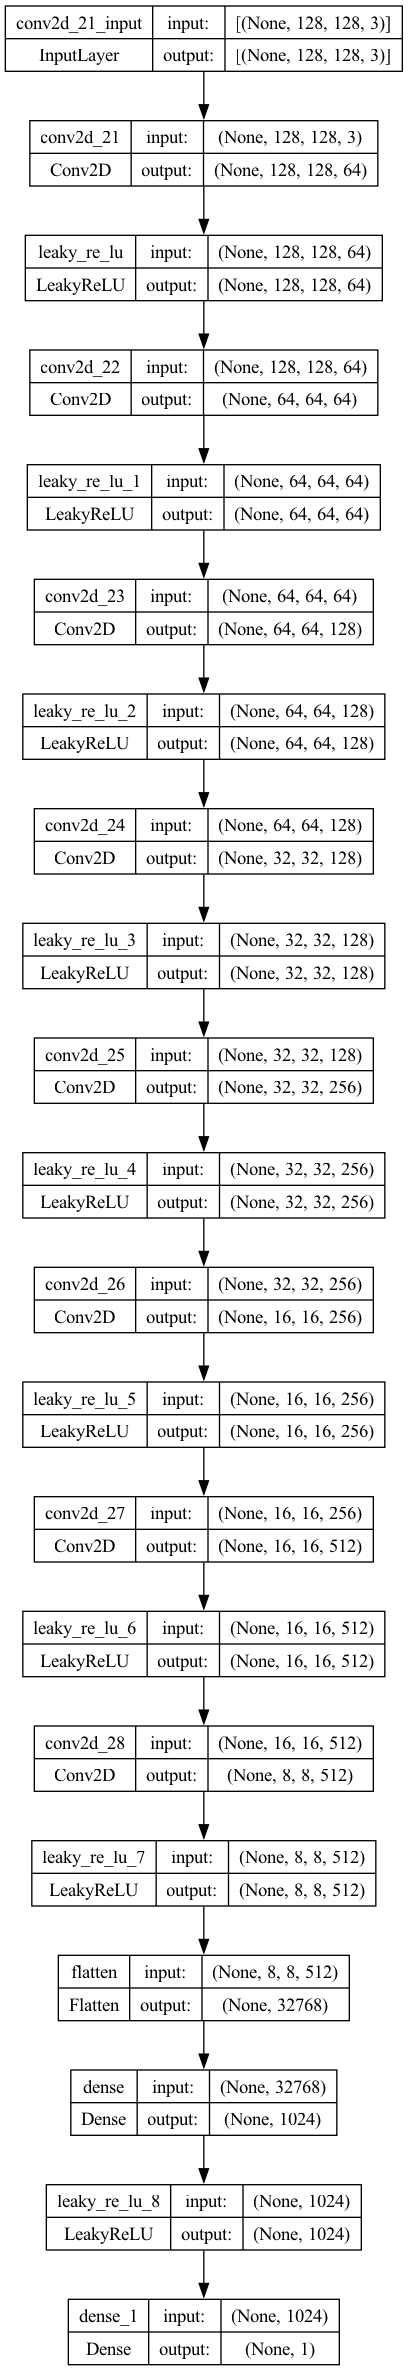 conv2d_21_input input: [(None, 128, 128, 3)]
InputLayer output: [(None, 128, 128, 3)]
conv2d_21 input: (None, 128, 128, 3)
Conv2D output: (None, 128, 128, 64)
leaky_re_lu input: (None, 128, 128, 64)
LeakyReLU output: (None, 128, 128, 64)
conv2d_22 input: (None, 128, 128, 64)
Conv2D output: (None, 64, 64, 64)
leaky_re_lu_1 input: (None, 64, 64, 64)
LeakyReLU output: (None, 64, 64, 64)
conv2d_23 input: (None, 64, 64, 64)
Conv2D output: (None, 64, 64, 128)
leaky_re_lu_2 input: (None, 64, 64, 128)
LeakyReLU output: (None, 64, 64, 128)
conv2d_24 input: (None, 64, 64, 128)
Conv2D output: (None, 32, 32, 128)
leaky_re_lu_3 input: (None, 32, 32, 128)
LeakyReLU output: (None, 32, 32, 128)
conv2d_25 input: (None, 32, 32, 128)
Conv2D output: (None, 32, 32, 256)
leaky_re_lu_4 input: (None, 32, 32, 256)
LeakyReLU output: (None, 32, 32, 256)
conv2d_26 input: (None, 32, 32, 256)
Conv2D output: (None, 16, 16, 256)
leaky_re_lu_5 input: (None, 16, 16, 256)
LeakyReLU output: (None, 16, 16, 256)
conv2d_27 input: (None, 16, 16, 256)
Conv2D output: (None, 16, 16, 512)
leaky_re_lu_6 input: (None, 16, 16, 512)
LeakyReLU output: (None, 16, 16, 512)
conv2d_28 input: (None, 16, 16, 512)
Conv2D output: (None, 8, 8, 512)
leaky_re_lu_7 input: (None, 8, 8, 512)
LeakyReLU output: (None, 8, 8, 512)
flatten input: (None, 8, 8, 512)
Flatten output: (None, 32768)
dense input: (None, 32768)
Dense output: (None, 1024)
leaky_re_lu_8 input: (None, 1024)
LeakyReLU output: (None, 1024)
dense_1 input: (None, 1024)
Dense output: (None, 1)